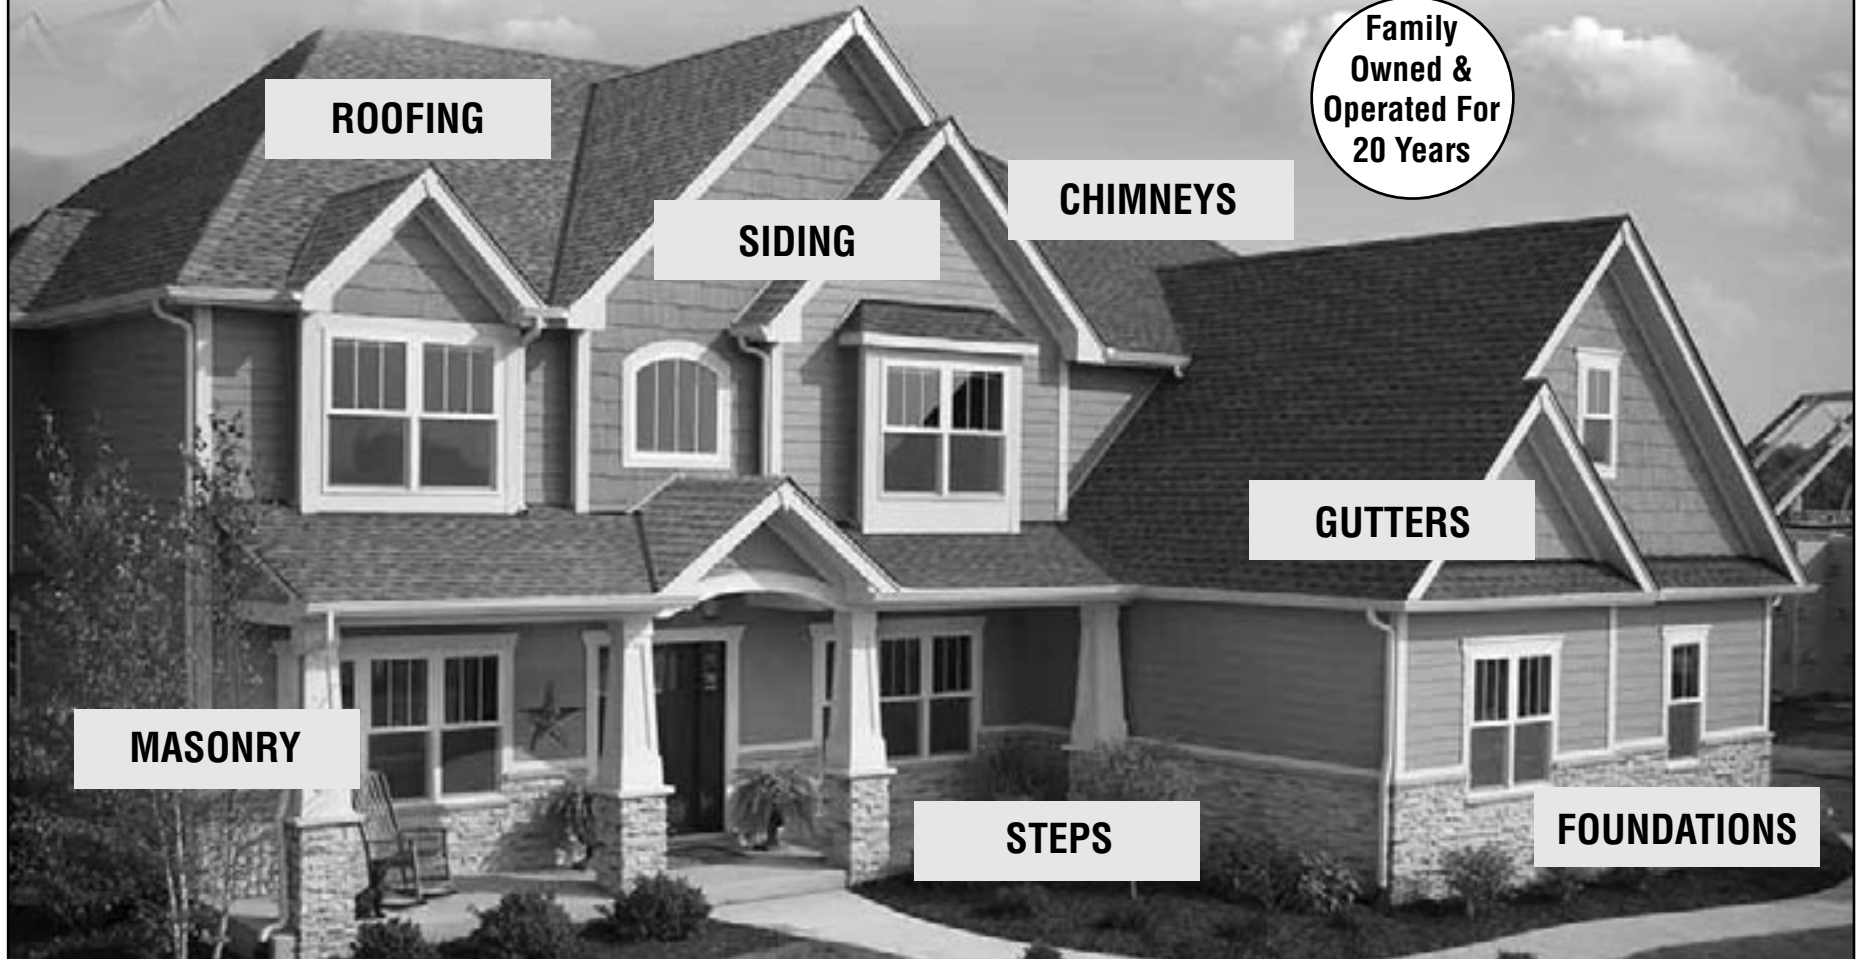 Family
Owned &
Operated For
20 Years
ROOFING
CHIMNEYS
SIDING
GUTTERS
MASONRY
STEPS
FOUNDATIONS